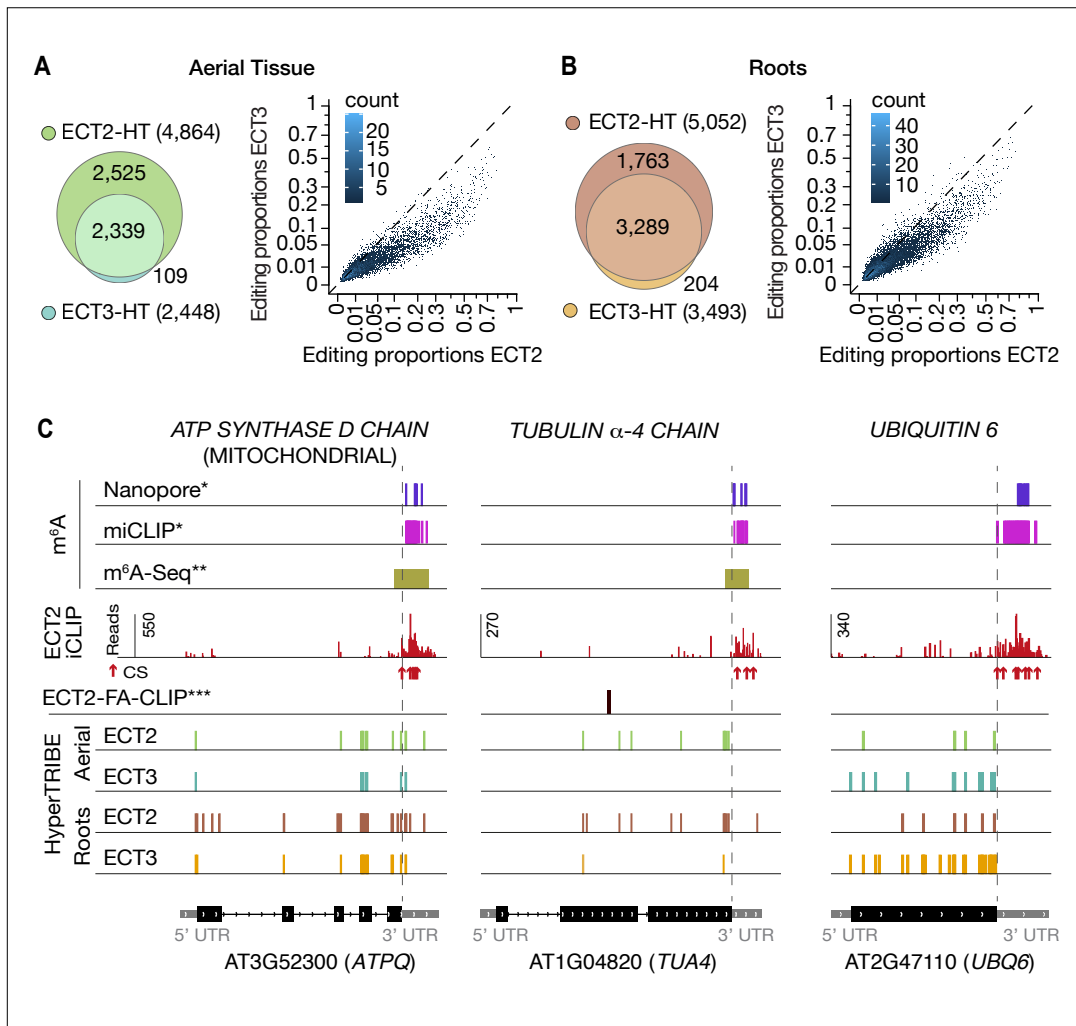 A
Aerial Tissue
ECT2-HT (4,864)
2,525
2,339
109
ECT3-HT (2,448)
Editing proportions ECT3
1
0.7
0.5
0.3
0.2
0.1
0.05
0.01
0
count
20
15
10
5
0
0.01
0.05
0.1
0.2
0.3
0.5
0.7
1
Editing proportions ECT2
B
Roots
ECT2-HT (5,052)
1,763
3,289
204
ECT3-HT (3,493)
Editing proportions ECT3
1
0.7
0.5
0.3
0.2
0.1
0.05
0.01
0
count
40
30
20
10
0
0.01
0.05
0.1
0.2
0.3
0.5
0.7
1
Editing proportions ECT2
C
ATP SYNTHASE D CHAIN
(MITOCHONDRIAL)
TUBULIN α-4 CHAIN
UBIQUITIN 6
m⁶A
Nanopore*
miCLIP*
m⁶A-Seq**
ECT2
iCLIP
Reads
550
270
340
↑ CS
ECT2-FA-CLIP***
HyperTRIBE
Aerial
ECT2
ECT3
Roots
ECT2
ECT3
5' UTR 3' UTR
5' UTR 3' UTR
5' UTR 3' UTR
AT3G52300 (ATPQ)
AT1G04820 (TUA4)
AT2G47110 (UBQ6)